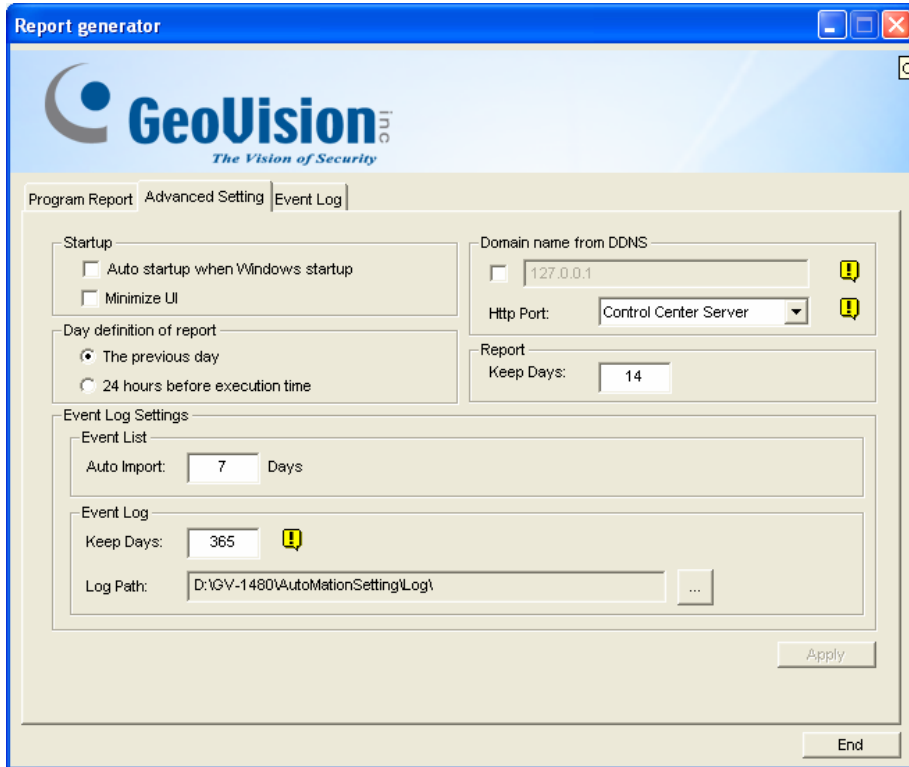 Report generator
GeoVision inc
The Vision of Security
Program Report
Advanced Setting
Event Log
Startup
Auto startup when Windows startup
Minimize UI
Domain name from DDNS
127.0.0.1
Http Port:
Control Center Server
Day definition of report
The previous day
24 hours before execution time
Report
Keep Days:
14
Event Log Settings
Event List
Auto Import:
7
Days
Event Log
Keep Days:
365
Log Path:
D:\GV-1480\AutoMationSetting\Log\
...
Apply
End